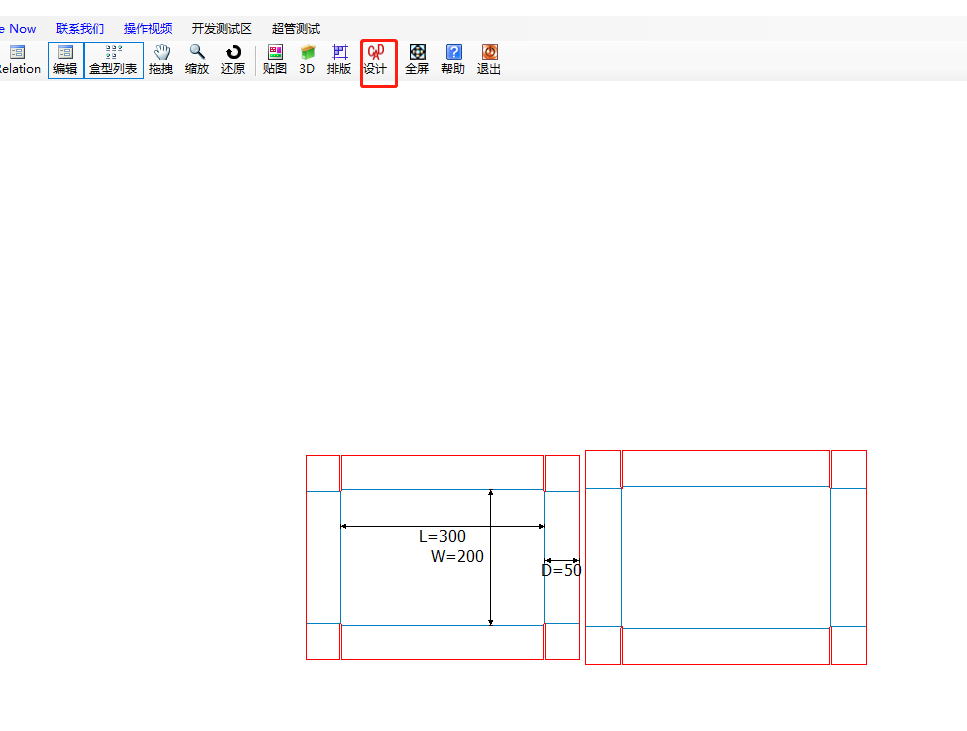 e Now 联系我们 操作视频 开发测试区 超管测试
Relation 编辑 盒型列表 拖拽 缩放 还原 贴图 3D 排版 设计 全屏 帮助 退出
L=300
W=200
D=50